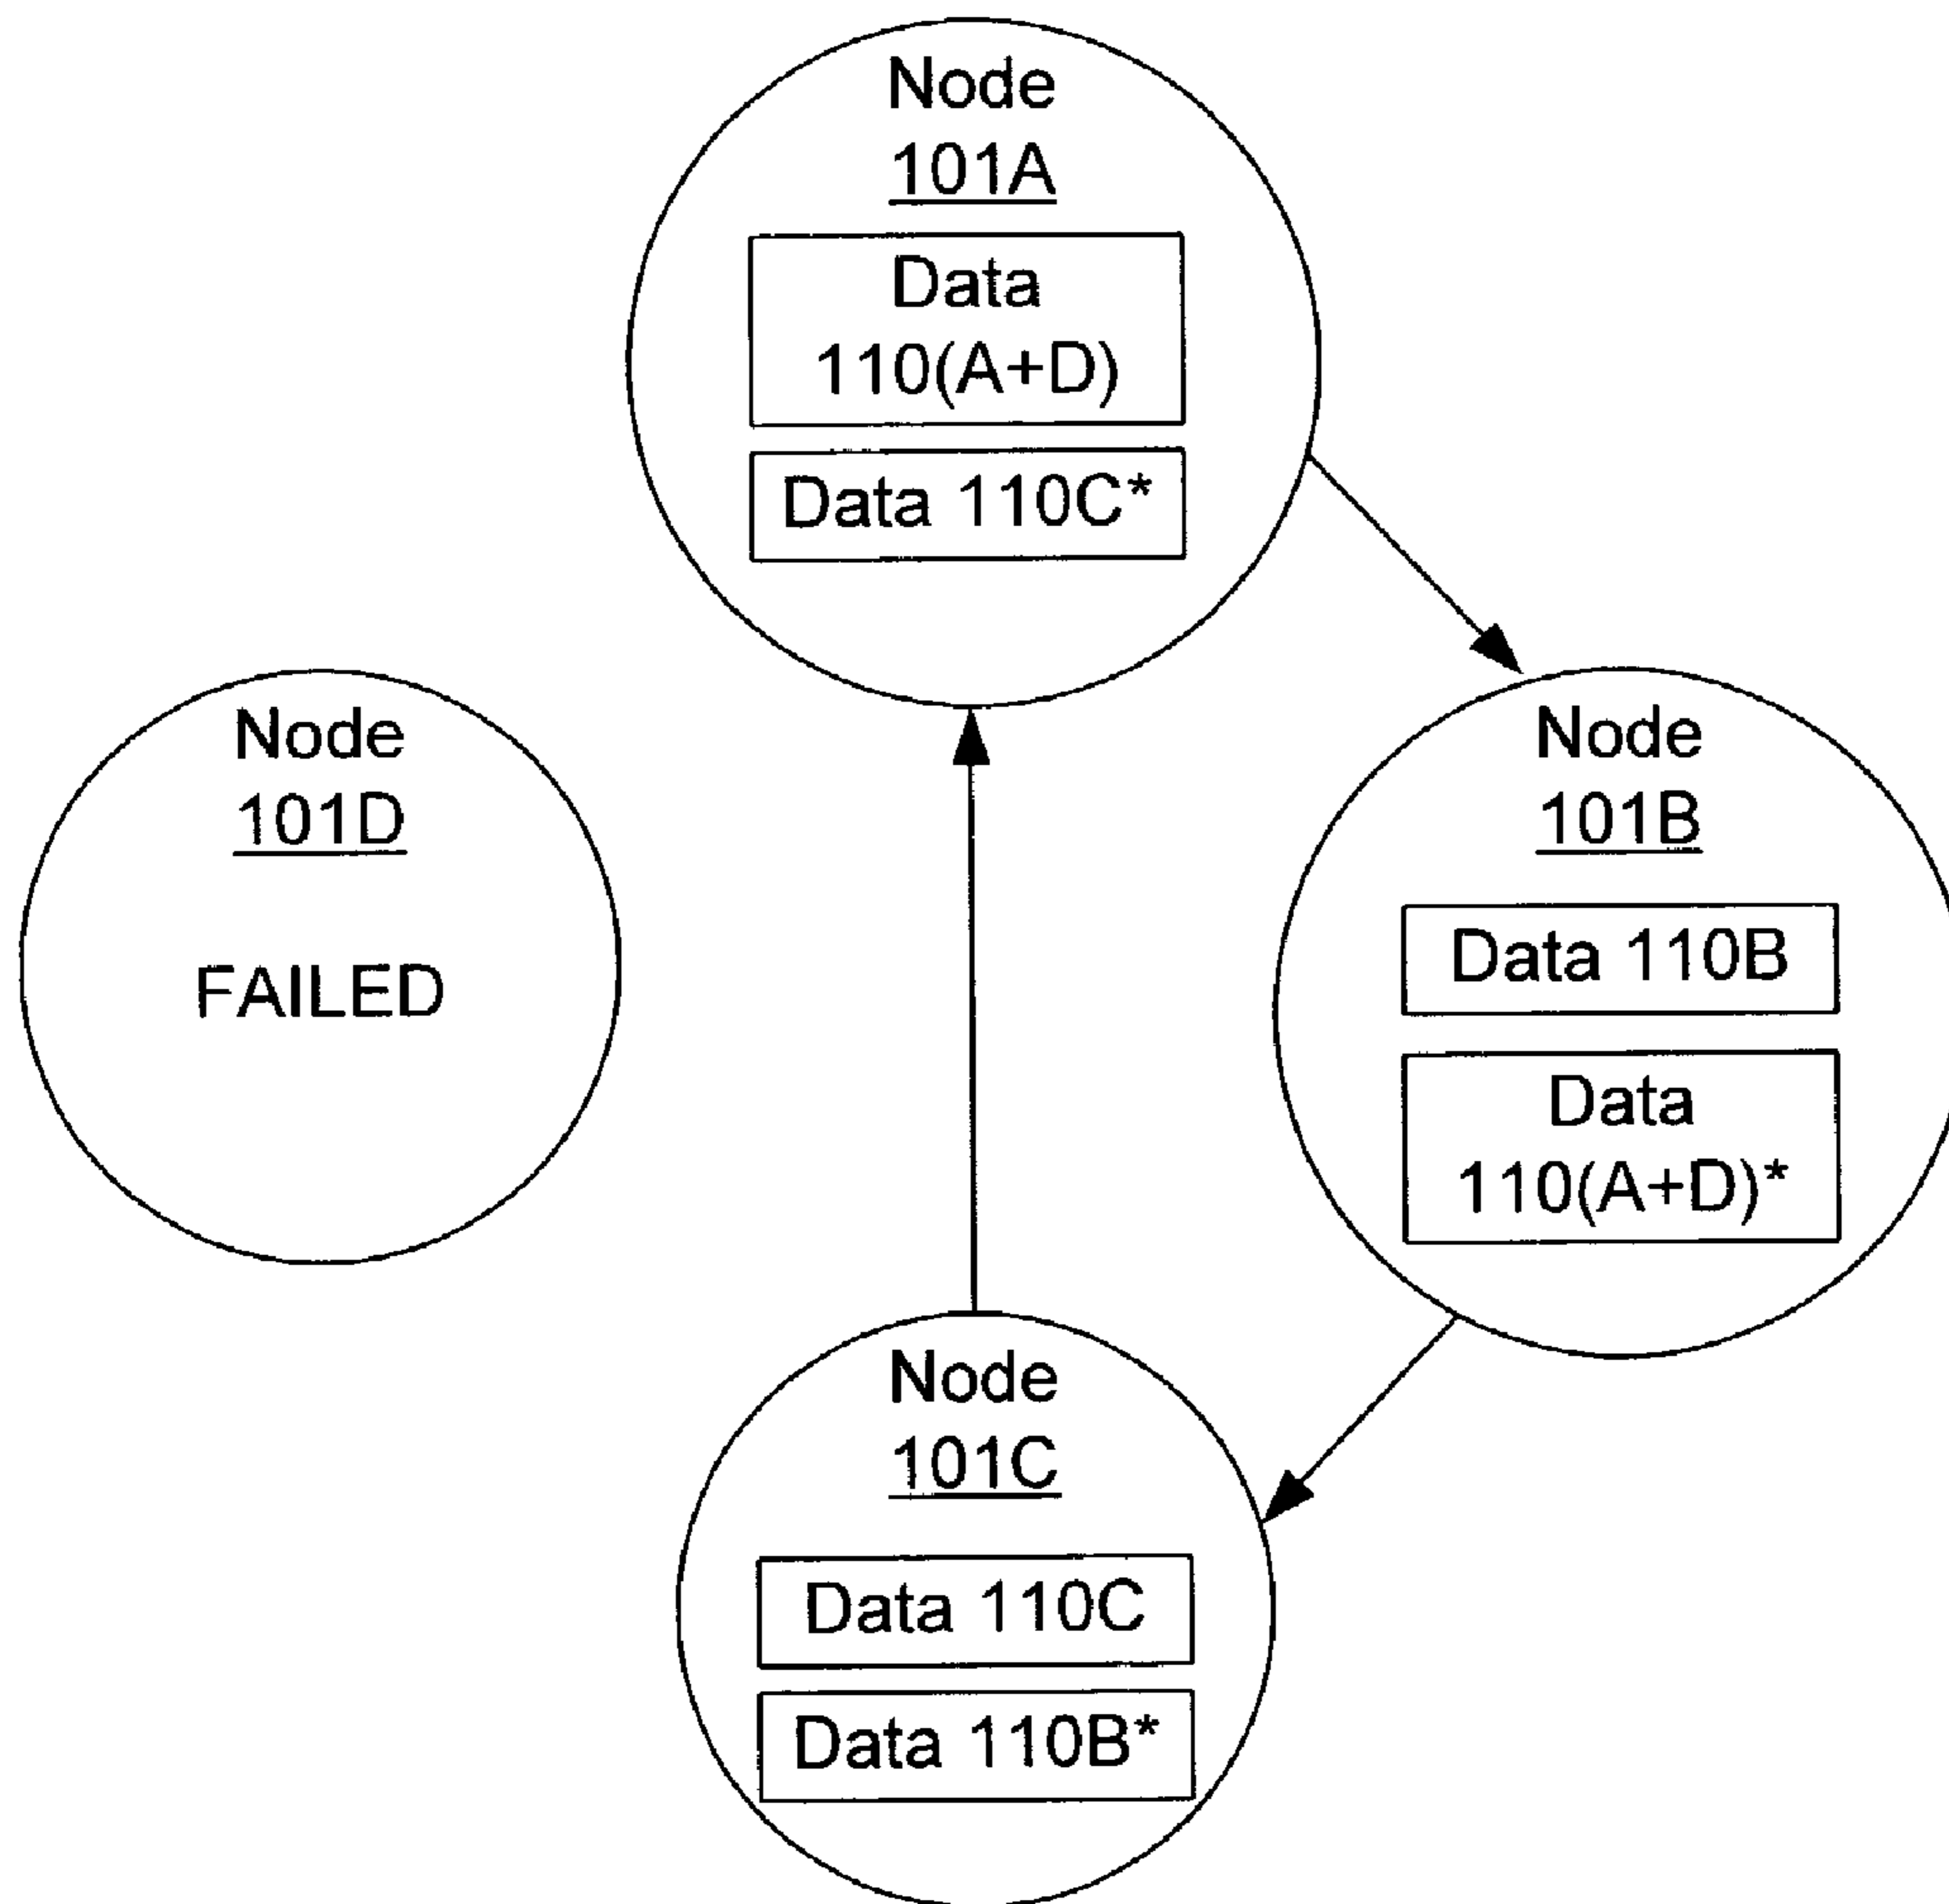 Node
101A
Data
110(A+D)
Data 110C*
Node
101D
FAILED
Node
101B
Data 110B
Data
110(A+D)*
Node
101C
Data 110C
Data 110B*